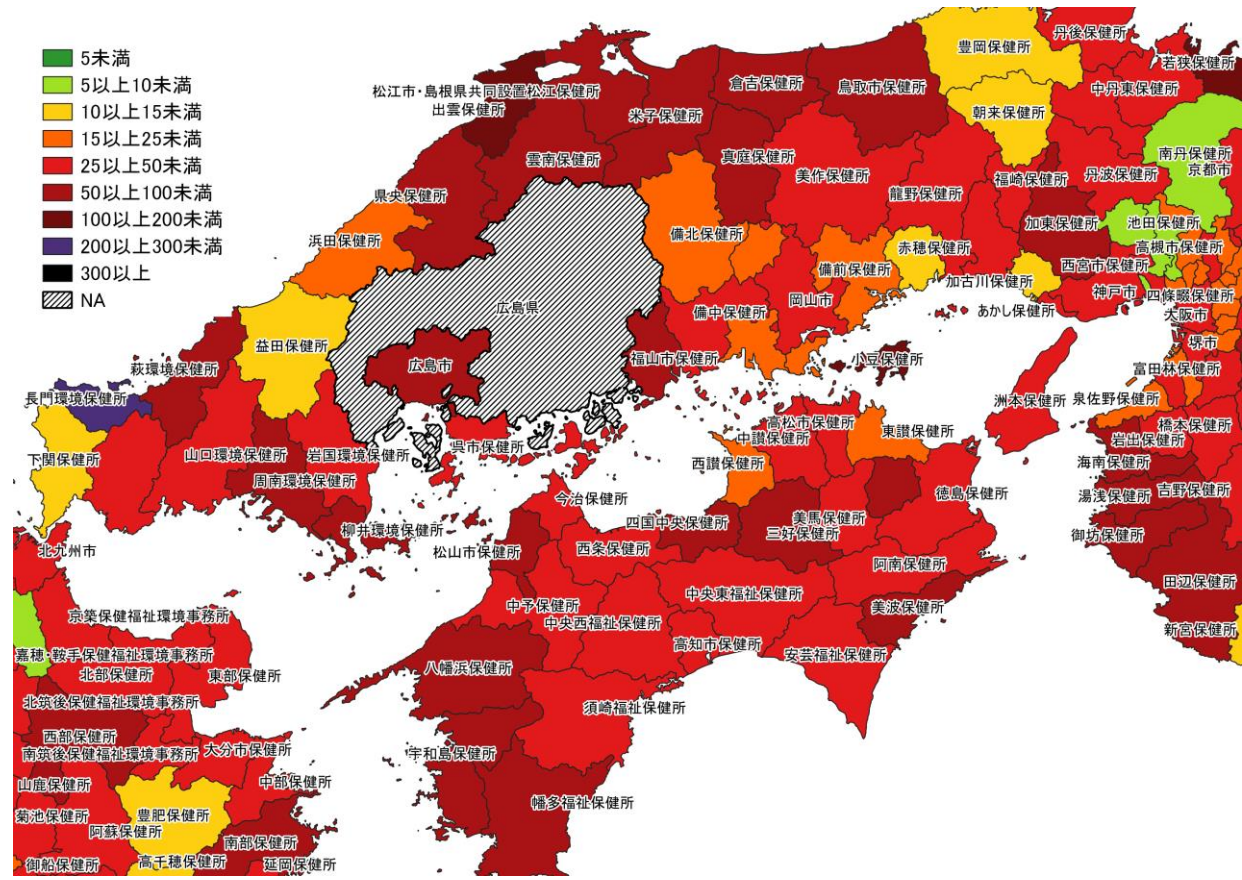 5未満
5以上10未満
10以上15未満
15以上25未満
25以上50未満
50以上100未満
100以上200未満
200以上300未満
300以上
NA
丹後保健所
豊岡保健所
若狭保健所
中丹東保健所
松江市・島根県共同設置松江保健所
倉吉保健所
鳥取市保健所
出雲保健所
米子保健所
朝来保健所
雲南保健所
真庭保健所
南丹保健所
京都市
美作保健所
福崎保健所
丹波保健所
県央保健所
龍野保健所
浜田保健所
備北保健所
加東保健所
池田保健所
赤穂保健所
高槻市保健所
備前保健所
西宮市保健所
広島県
岡山市
加古川保健所
神戸市
四條畷保健所
備中保健所
あかし保健所
大阪市
益田保健所
堺市
萩環境保健所
広島市
福山市保健所
小豆保健所
富田林保健所
長門環境保健所
泉佐野保健所
洲本保健所
高松市保健所
橋本保健所
東讃保健所
中讃保健所
岩出保健所
呉市保健所
下関保健所
山口環境保健所
岩国環境保健所
西讃保健所
海南保健所
周南環境保健所
吉野保健所
今治保健所
徳島保健所
湯浅保健所
四国中央保健所
美馬保健所
柳井環境保健所
三好保健所
御坊保健所
北九州市
松山市保健所
西条保健所
阿南保健所
田辺保健所
中央東福祉保健所
中予保健所
美波保健所
京築保健福祉環境事務所
中央西福祉保健所
新宮保健所
高知市保健所
嘉穂・鞍手保健福祉環境事務所
安芸福祉保健所
北部保健所
東部保健所
八幡浜保健所
北筑後保健福祉環境事務所
須崎福祉保健所
西部保健所
南筑後保健福祉環境事務所
大分市保健所
宇和島保健所
山鹿保健所
中部保健所
幡多福祉保健所
菊池保健所
豊肥保健所
阿蘇保健所
南部保健所
御船保健所
高千穂保健所
延岡保健所